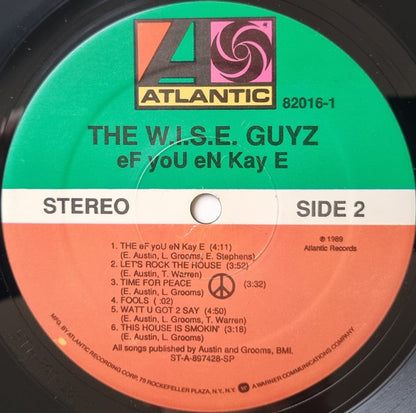 ATLANTIC
82016-1
THE W.I.S.E. GUYZ
eF yoU eN Kay E
STEREO
SIDE 2
℗ 1989
Atlantic Records
1. THE eF yoU eN Kay E (4:11)
(E. Austin, L. Grooms, E. Stephens)
2. LET'S ROCK THE HOUSE (3:52)
(E. Austin, T. Warren)
3. TIME FOR PEACE (3:32)
(E. Austin, L. Grooms)
4. FOOLS ( .02)
5. WATT U GOT 2 SAY (4:50)
(E. Austin, L. Grooms, T. Warren)
6. THIS HOUSE IS SMOKIN' (3:18)
(E. Austin, L. Grooms)
All songs published by Austin and Grooms, BMI.
ST-A-897428-SP
MFG. BY ATLANTIC RECORDING CORP., 75 ROCKEFELLER PLAZA, N.Y., N.Y. A WARNER COMMUNICATIONS COMPANY